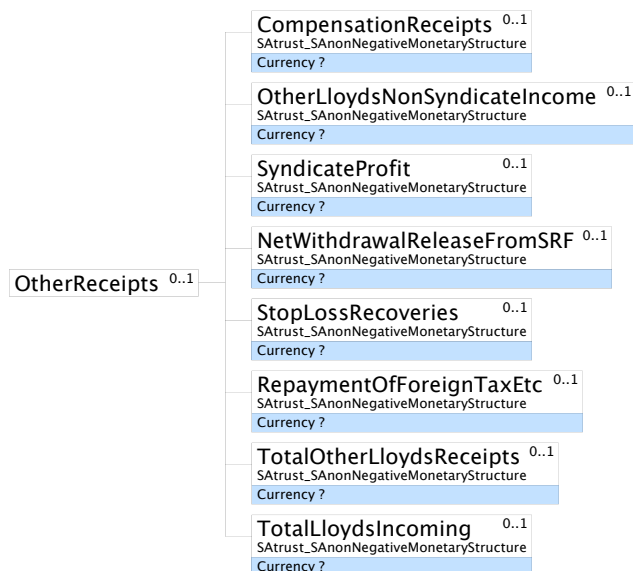 CompensationReceipts 0..1
SAtrust_SAnonNegativeMonetaryStructure
Currency ?
OtherLloydsNonSyndicateIncome 0..1
SAtrust_SAnonNegativeMonetaryStructure
Currency ?
SyndicateProfit 0..1
SAtrust_SAnonNegativeMonetaryStructure
Currency ?
NetWithdrawalReleaseFromSRF 0..1
SAtrust_SAnonNegativeMonetaryStructure
Currency ?
OtherReceipts 0..1
StopLossRecoveries 0..1
SAtrust_SAnonNegativeMonetaryStructure
Currency ?
RepaymentOfForeignTaxEtc 0..1
SAtrust_SAnonNegativeMonetaryStructure
Currency ?
TotalOtherLloydsReceipts 0..1
SAtrust_SAnonNegativeMonetaryStructure
Currency ?
TotalLloydsIncoming 0..1
SAtrust_SAnonNegativeMonetaryStructure
Currency ?